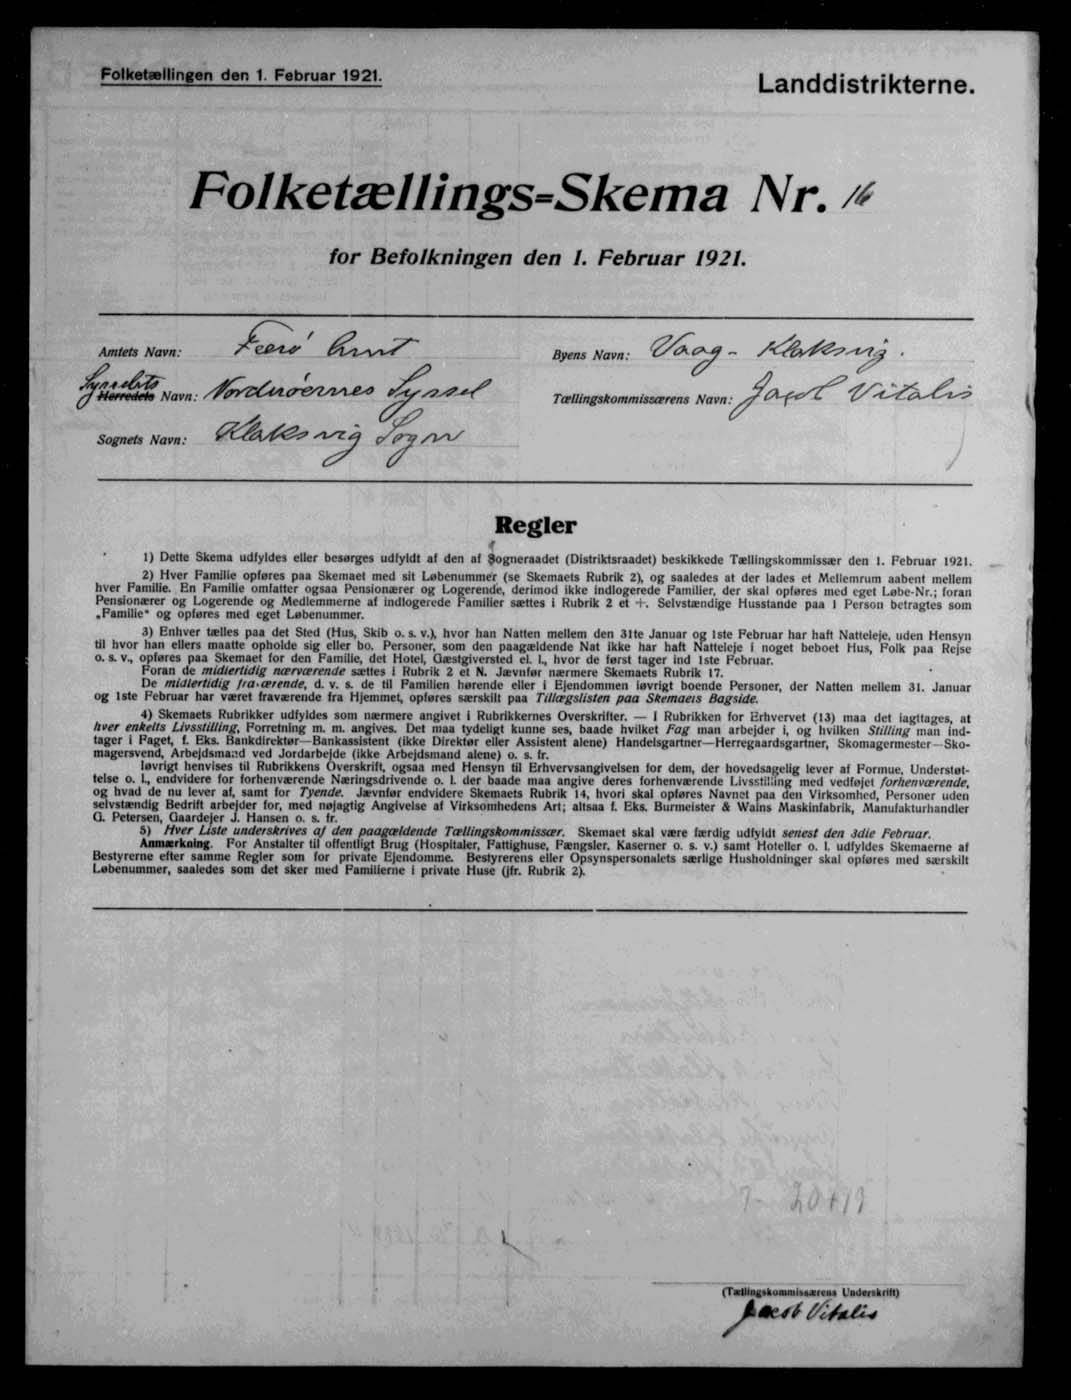 Folketællingen den 1. Februar 1921.
Landdistrikterne.
Folketællings=Skema Nr. 16
for Befolkningen den 1. Februar 1921.
Amtets Navn: Færø Amt
Byens Navn: Vaag - Klaksvig.
Sysselets
Herredets Navn: Norderøernes Syssel
Tællingskommissærens Navn: Jacob Vitalis
Sognets Navn: Klaksvig Sogn
Regler
1) Dette Skema udfyldes eller besørges udfyldt af den af Sogneraadet (Distriktsraadet) beskikkede Tællingskommissær den 1. Februar 1921.
2) Hver Familie opføres paa Skemaet med sit Løbenummer (se Skemaets Rubrik 2), og saaledes at der lades et Mellemrum aabent mellem
hver Familie. En Familie omfatter ogsaa Pensionærer og Logerende, derimod ikke indlogerede Familier, der skal opføres med eget Løbe-Nr.; foran
Pensionærer og Logerende og Medlemmerne af indlogerede Familier sættes i Rubrik 2 et +. Selvstændige Husstande paa 1 Person betragtes som
„Familie“ og opføres med eget Løbenummer.
3) Enhver tælles paa det Sted (Hus, Skib o. s. v.), hvor han Natten mellem den 31te Januar og 1ste Februar har haft Natteleje, uden Hensyn
til hvor han ellers maatte opholde sig eller bo. Personer, som den paagældende Nat ikke har haft Natteleje i noget beboet Hus, Folk paa Rejse
o. s. v., opføres paa Skemaet for den Familie, det Hotel, Gæstgiversted el. l., hvor de først tager ind 1ste Februar.
Foran de midlertidig nærværende sættes i Rubrik 2 et N. Jævnfør nærmere Skemaets Rubrik 17.
De midlertidig fraværende, d. v. s. de til Familien hørende eller i Ejendommen iøvrigt boende Personer, der Natten mellem 31. Januar
og 1ste Februar har været fraværende fra Hjemmet, opføres særskilt paa Tillægslisten paa Skemaets Bagside.
4) Skemaets Rubrikker udfyldes som nærmere angivet i Rubrikkernes Overskrifter. — I Rubrikken for Erhvervet (13) maa det iagttages, at
hver enkelts Livsstilling, Forretning m. m. angives. Det maa tydeligt kunne ses, baade hvilket Fag man arbejder i, og hvilken Stilling man ind-
tager i Faget, f. Eks. Bankdirektør—Bankassistent (ikke Direktør eller Assistent alene) Handelsgartner—Herregaardsgartner, Skomagermester—Sko-
magersvend, Arbejdsmand ved Jordarbejde (ikke Arbejdsmand alene) o. s. fr.
Iøvrigt henvises til Rubrikkens Overskrift, ogsaa med Hensyn til Erhvervsangivelsen for dem, der hovedsagelig lever af Formue, Understøt-
telse o. l., endvidere for forhenværende Næringsdrivende o. l. der baade maa angive deres forhenværende Livsstilling med vedføjet forhenværende,
og hvad de nu lever af, samt for Tyende. Jævnfør endvidere Skemaets Rubrik 14, hvori skal opføres Navnet paa den Virksomhed, Personer uden
selvstændig Bedrift arbejder for, med nøjagtig Angivelse af Virksomhedens Art; altsaa f. Eks. Burmeister & Wains Maskinfabrik, Manufakturhandler
G. Petersen, Gaardejer J. Hansen o. s. fr.
5) Hver Liste underskrives af den paagældende Tællingskommissær. Skemaet skal være færdig udfyldt senest den 3die Februar.
Anmærkning. For Anstalter til offentligt Brug (Hospitaler, Fattighuse, Fængsler, Kaserner o. s. v.) samt Hoteller o. l. udfyldes Skemaerne af
Bestyrerne efter samme Regler som for private Ejendomme. Bestyrerens eller Opsynspersonalets særlige Husholdninger skal opføres med særskilt
Løbenummer, saaledes som det sker med Familierne i private Huse (jfr. Rubrik 2).
7 - 20+19
(Tællingskommissærens Underskrift)
Jacob Vitalis